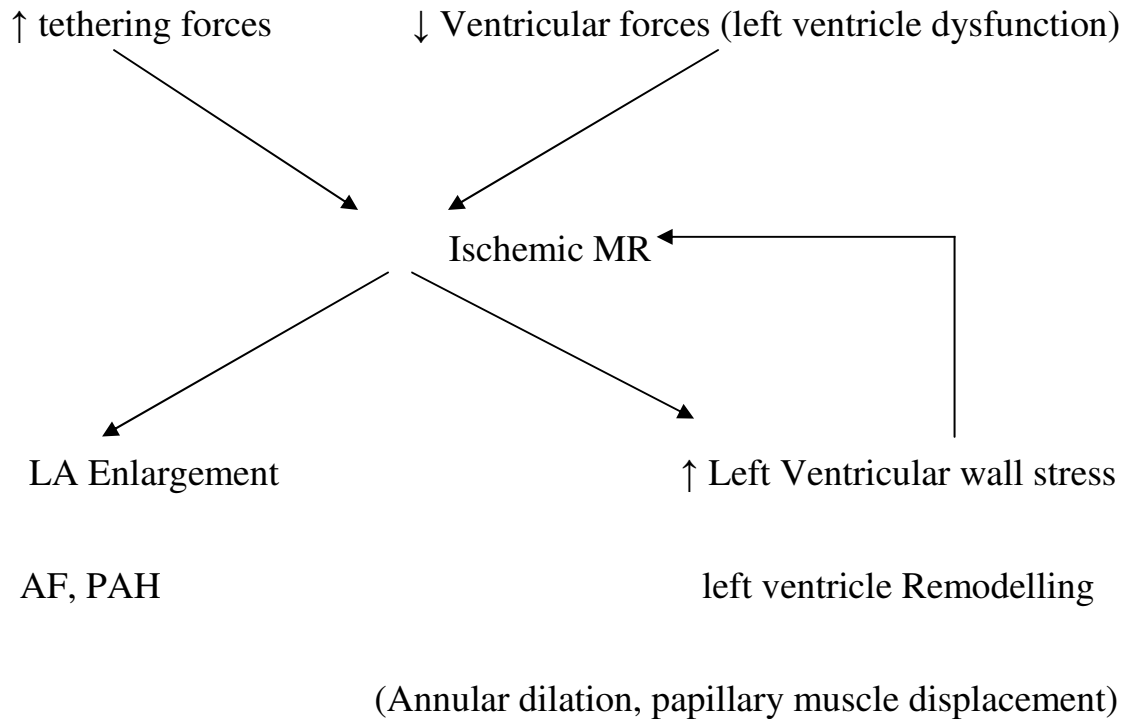 ↑ tethering forces ↓ Ventricular forces (left ventricle dysfunction)
Ischemic MR
LA Enlargement ↑ Left Ventricular wall stress
AF, PAH left ventricle Remodelling
(Annular dilation, papillary muscle displacement)